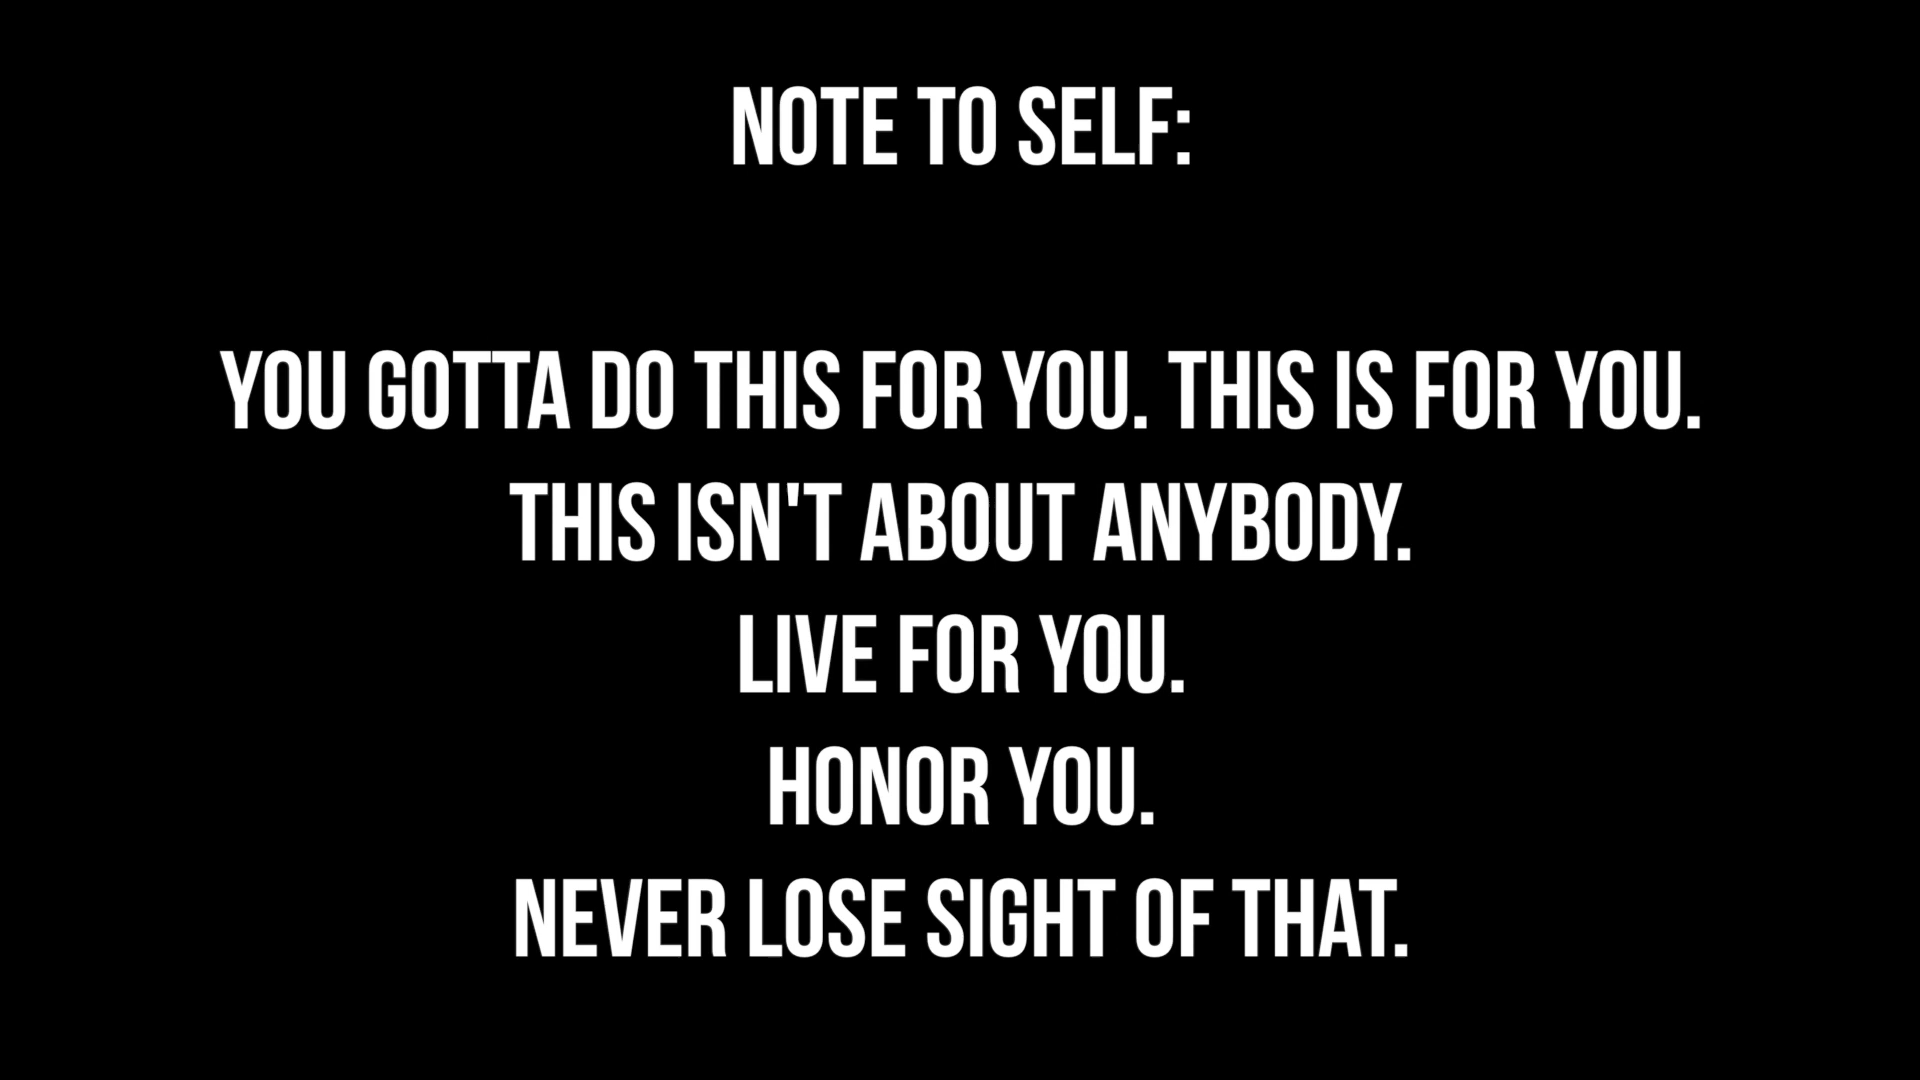 NOTE TO SELF:
YOU GOTTA DO THIS FOR YOU. THIS IS FOR YOU.
THIS ISN'T ABOUT ANYBODY.
LIVE FOR YOU.
HONOR YOU.
NEVER LOSE SIGHT OF THAT.